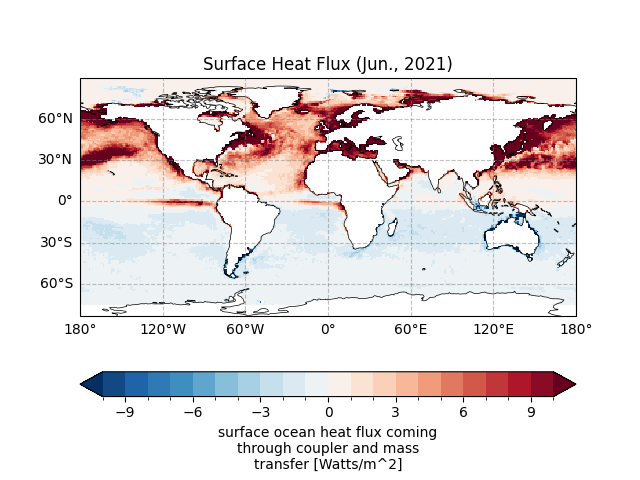 Surface Heat Flux (Jun., 2021)
60°N
30°N
0°
30°S
60°S
180° 120°W 60°W 0° 60°E 120°E 180°
−9 −6 −3 0 3 6 9
surface ocean heat flux coming
through coupler and mass
transfer [Watts/m^2]